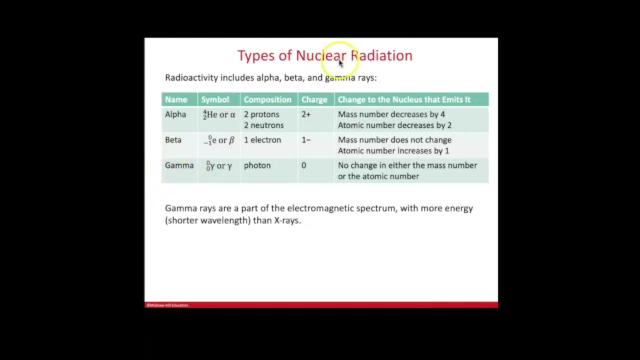 Types of Nuclear Radiation
Radioactivity includes alpha, beta, and gamma rays:
Name Symbol Composition Charge Change to the Nucleus that Emits It
Alpha ⁴₂He or α 2 protons 2+ Mass number decreases by 4
2 neutrons Atomic number decreases by 2
Beta ⁰₋₁e or β 1 electron 1− Mass number does not change
Atomic number increases by 1
Gamma ⁰₀γ or γ photon 0 No change in either the mass number
or the atomic number
Gamma rays are a part of the electromagnetic spectrum, with more energy
(shorter wavelength) than X-rays.
©McGraw-Hill Education.